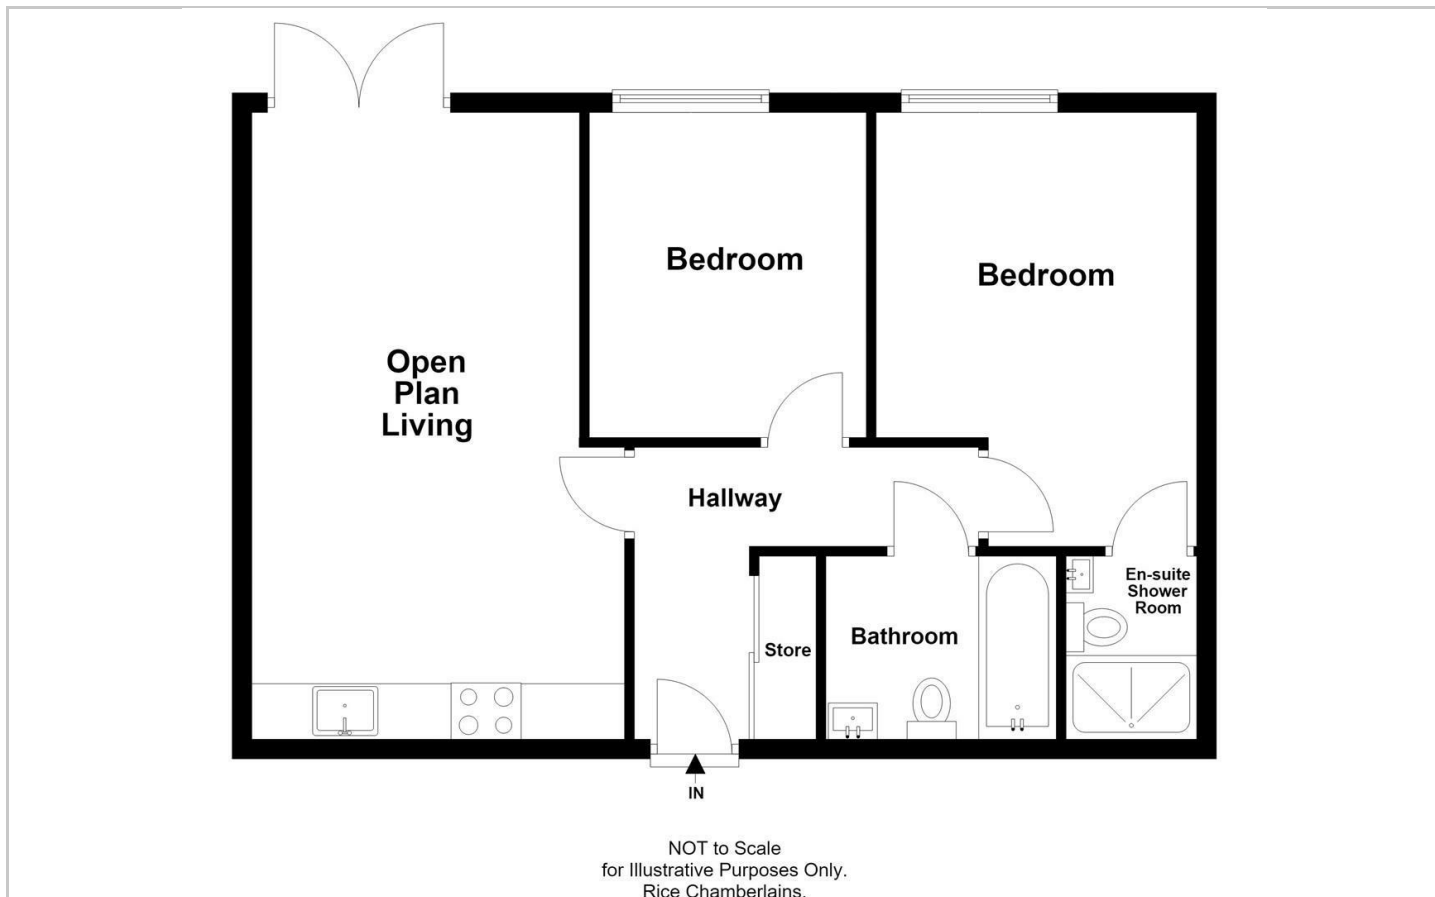 Bedroom
Bedroom
Open
Plan
Living
Hallway
En-suite
Shower
Room
Bathroom
Store
IN
NOT to Scale
for Illustrative Purposes Only.
Rice Chamberlains.